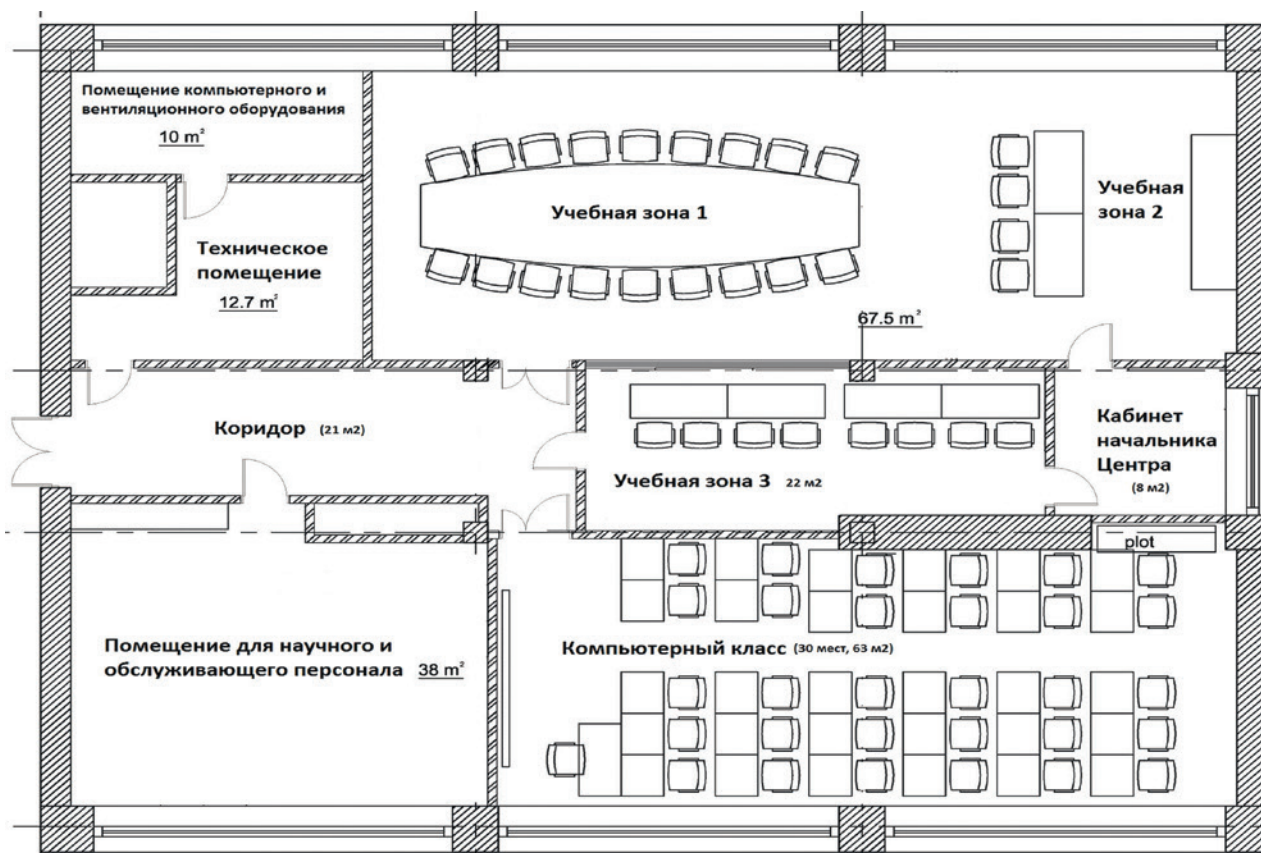 Помещение компьютерного и
вентиляционного оборудования
10 m²
Техническое
помещение
12.7 m²
Учебная зона 1
Учебная
зона 2
67.5 m²
Коридор (21 м2)
Учебная зона 3 22 м2
Кабинет
начальника
Центра
(8 м2)
plot
Помещение для научного и
обслуживающего персонала 38 m²
Компьютерный класс (30 мест, 63 м2)